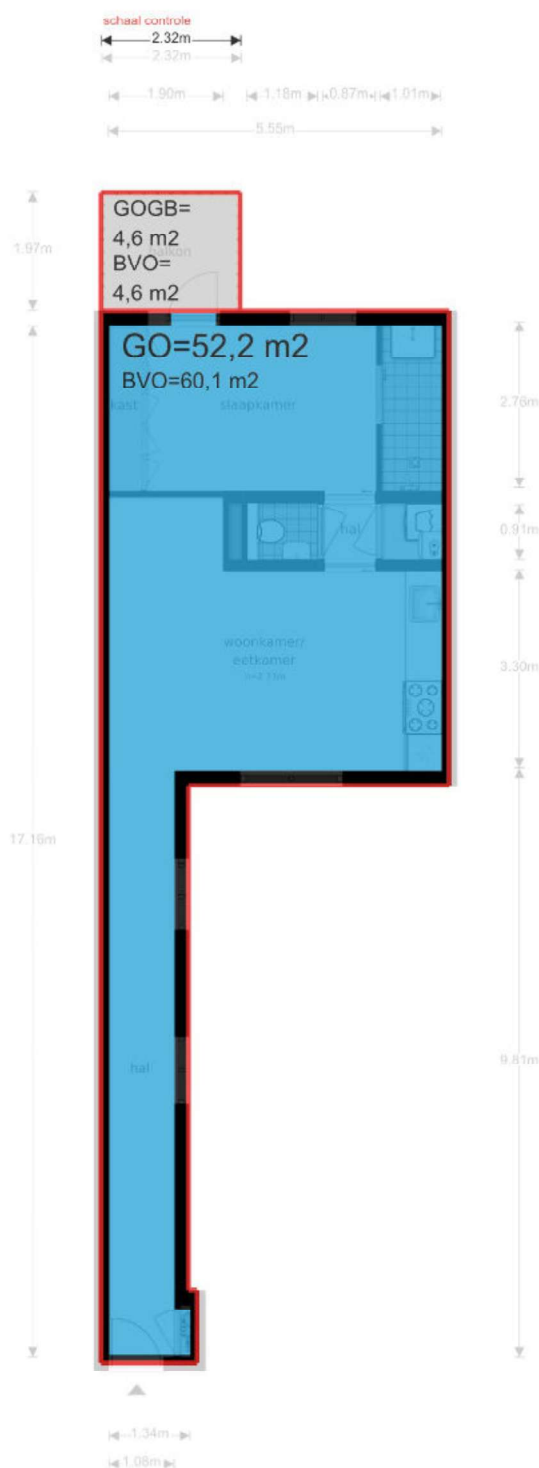 schaal controle
2.32m
2.32m
1.90m
1.18m
0.87m
1.01m
5.55m
GOGB=
4,6 m2
balkon
BVO=
4,6 m2
1.97m
GO=52,2 m2
BVO=60,1 m2
kast
slaapkamer
2.76m
hal
0.91m
woonkamer/
eetkamer
3.30m
17.16m
hal
9.81m
1.34m
1.08m